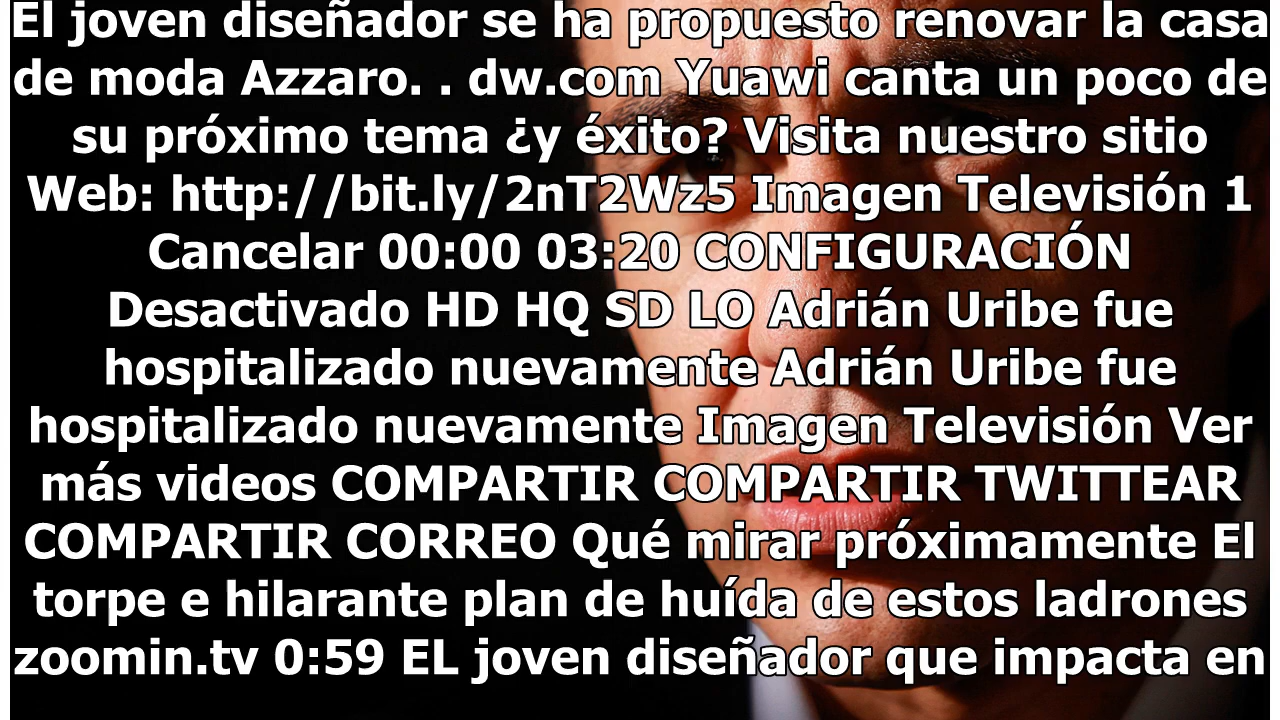 El joven diseñador se ha propuesto renovar la casa
de moda Azzaro. . dw.com Yuawi canta un poco de
su próximo tema ¿y éxito? Visita nuestro sitio
Web: http://bit.ly/2nT2Wz5 Imagen Televisión 1
Cancelar 00:00 03:20 CONFIGURACIÓN
Desactivado HD HQ SD LO Adrián Uribe fue
hospitalizado nuevamente Adrián Uribe fue
hospitalizado nuevamente Imagen Televisión Ver
más videos COMPARTIR COMPARTIR TWITTEAR
COMPARTIR CORREO Qué mirar próximamente El
torpe e hilarante plan de huída de estos ladrones
zoomin.tv 0:59 EL joven diseñador que impacta en